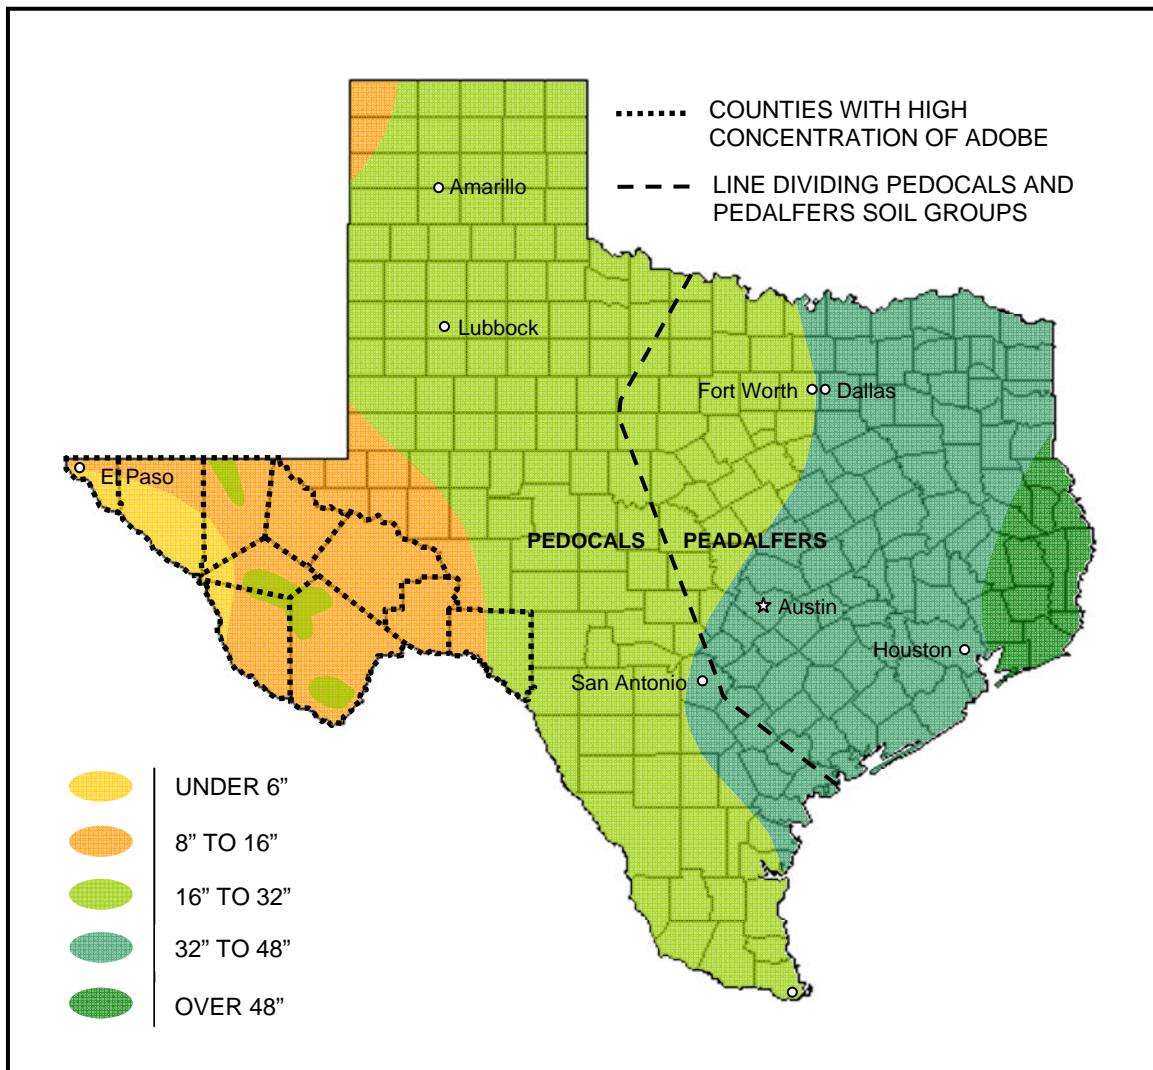 COUNTIES WITH HIGH
CONCENTRATION OF ADOBE
LINE DIVIDING PEDOCALS AND
PEDALFERS SOIL GROUPS
Amarillo
Lubbock
Fort Worth
Dallas
El Paso
PEDOCALS
PEADALFERS
Austin
Houston
San Antonio
UNDER 6”
8” TO 16”
16” TO 32”
32” TO 48”
OVER 48”